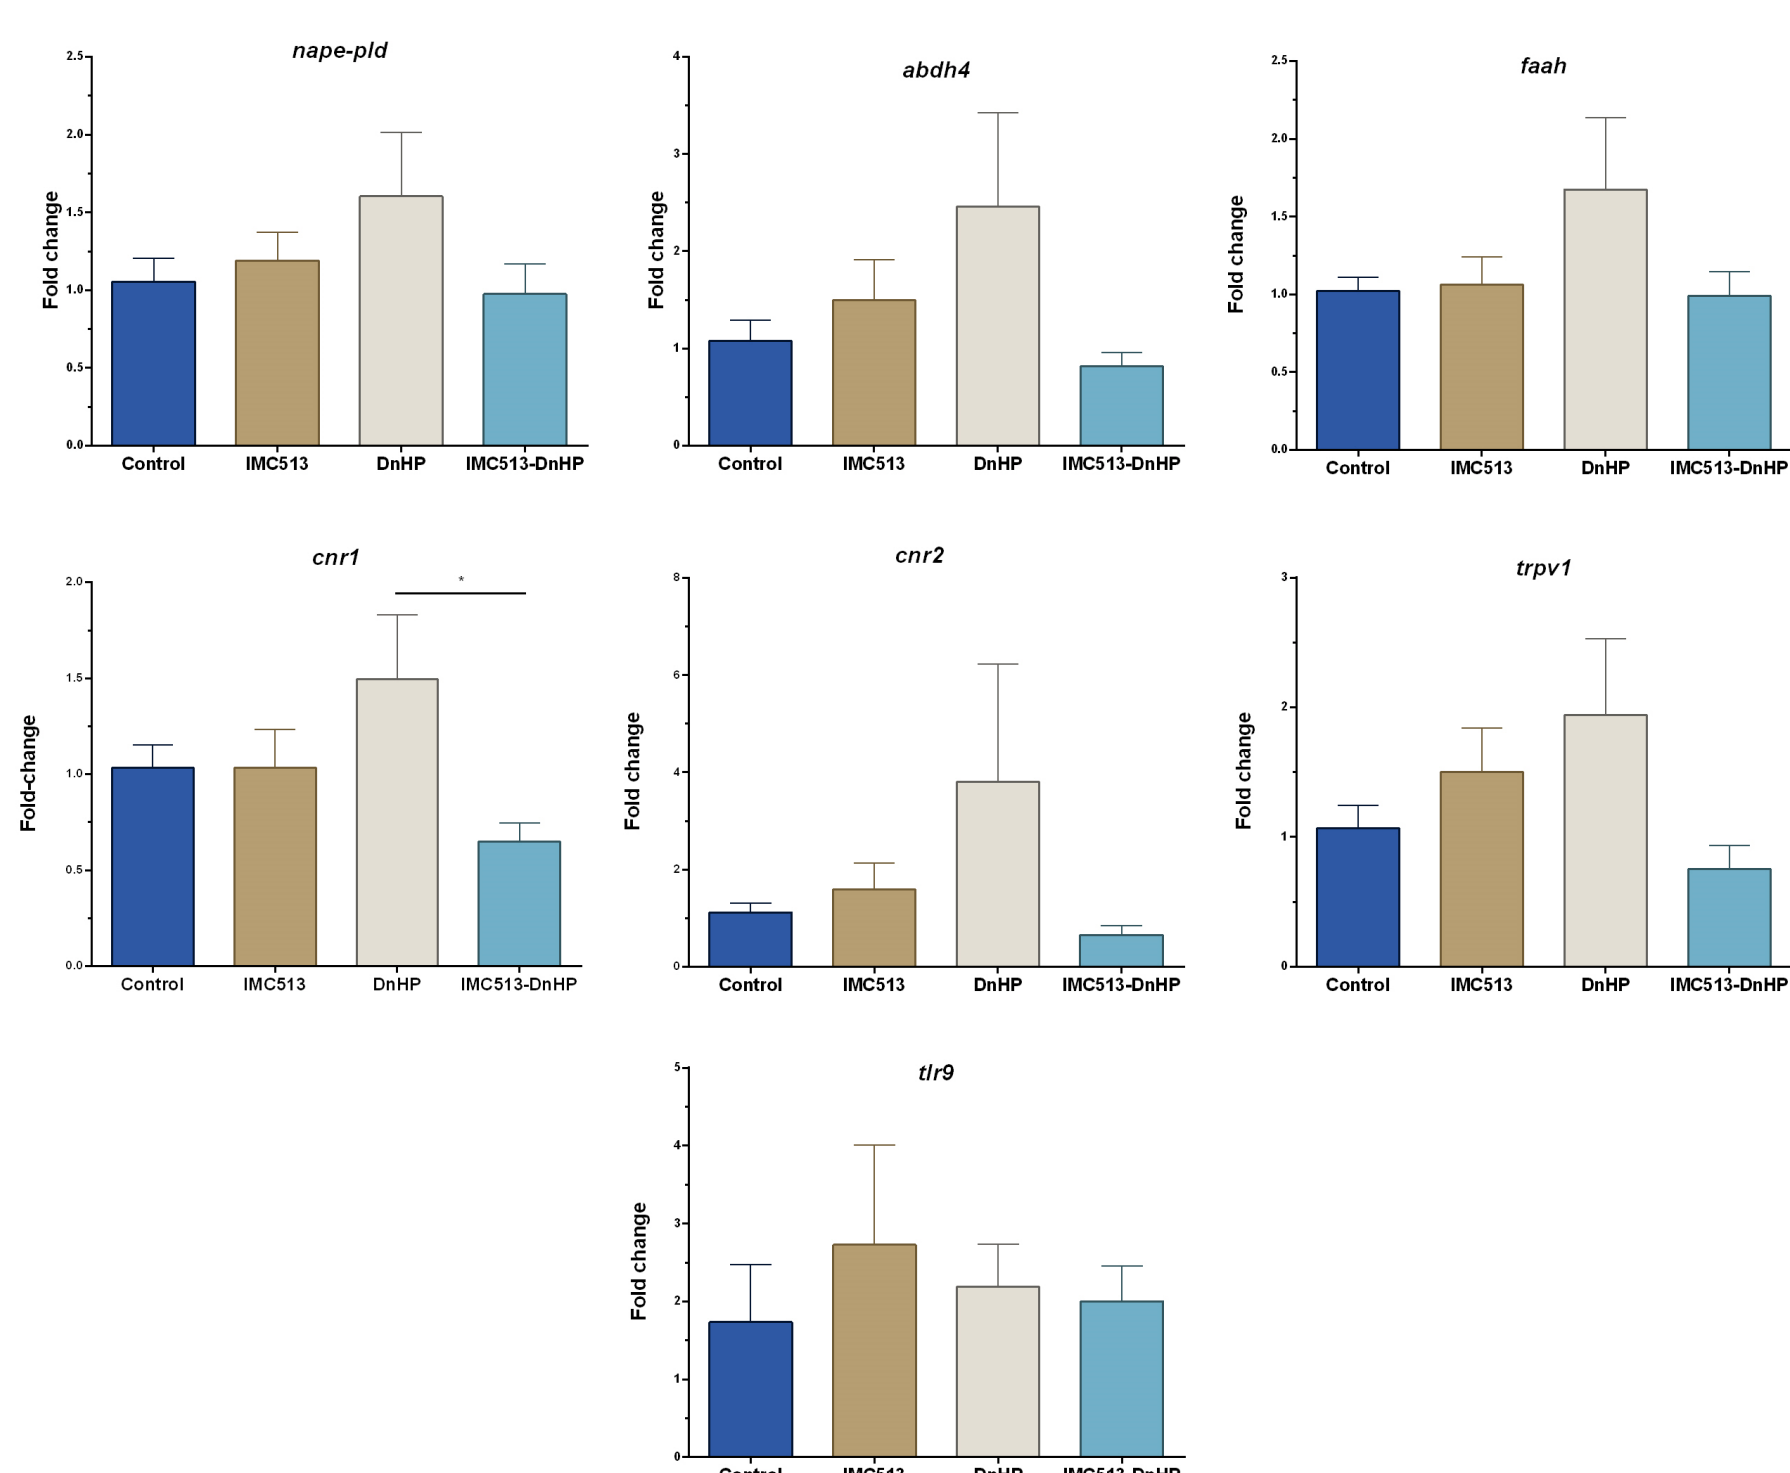 nape-pld
2.5
2.0
1.5
1.0
0.5
0.0
Fold change
Control IMC513 DnHP IMC513-DnHP
abdh4
4
3
2
1
0
Fold change
Control IMC513 DnHP IMC513-DnHP
faah
2.5
2.0
1.5
1.0
0.5
0.0
Fold change
Control IMC513 DnHP IMC513-DnHP
cnr1
*
2.0
1.5
1.0
0.5
0.0
Fold-change
Control IMC513 DnHP IMC513-DnHP
cnr2
8
6
4
2
0
Fold change
Control IMC513 DnHP IMC513-DnHP
trpv1
3
2
1
0
Fold change
Control IMC513 DnHP IMC513-DnHP
tlr9
5
4
3
2
1
0
Fold change
Control IMC513 DnHP IMC513-DnHP